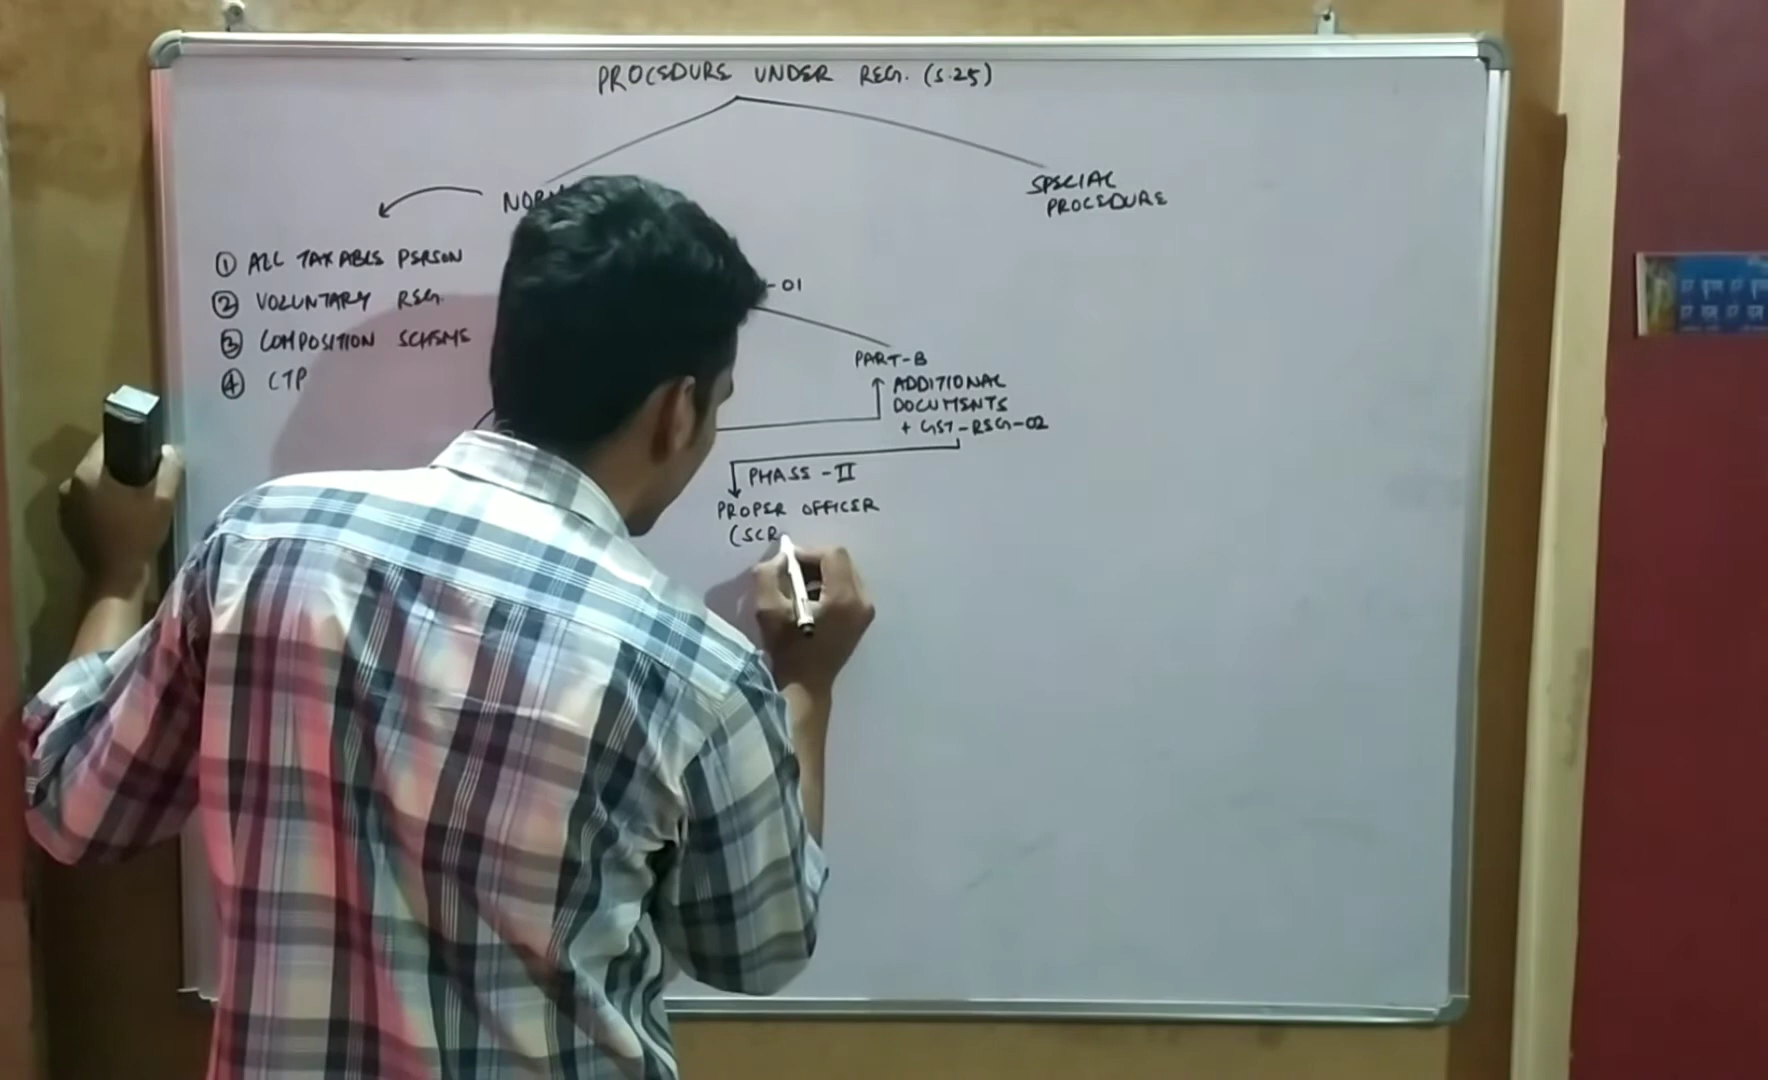 PROCEDURE UNDER REG. (S.25)
SPECIAL
PROCEDURE
① ALL TAXABLE PERSON
② VOLUNTARY REG.
③ COMPOSITION SCHEME
④ CTP
-01
PART-B
ADDITIONAL
DOCUMENTS
+ GST-REG-02
PHASE-II
PROPER OFFICER
(SCR